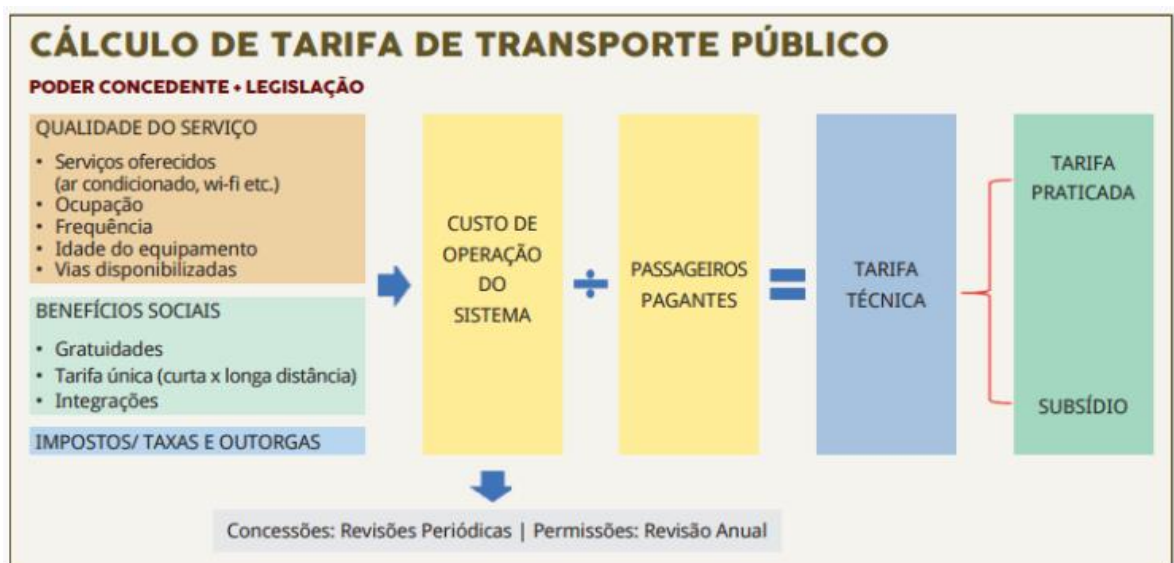 CÁLCULO DE TARIFA DE TRANSPORTE PÚBLICO
PODER CONCEDENTE + LEGISLAÇÃO
QUALIDADE DO SERVIÇO
• Serviços oferecidos
(ar condicionado, wi-fi etc.)
• Ocupação
• Frequência
• Idade do equipamento
• Vias disponibilizadas
BENEFÍCIOS SOCIAIS
• Gratuidades
• Tarifa única (curta x longa distância)
• Integrações
IMPOSTOS/ TAXAS E OUTORGAS
CUSTO DE
OPERAÇÃO
DO
SISTEMA
÷
PASSAGEIROS
PAGANTES
=
TARIFA
TÉCNICA
TARIFA
PRATICADA
SUBSÍDIO
Concessões: Revisões Periódicas | Permissões: Revisão Anual